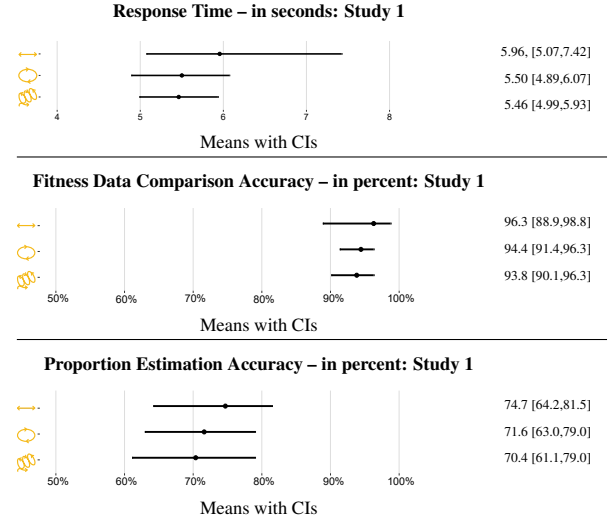 Response Time – in seconds: Study 1
5.96, [5.07,7.42]
5.50 [4.89,6.07]
5.46 [4.99,5.93]
4 5 6 7 8
Means with CIs
Fitness Data Comparison Accuracy – in percent: Study 1
96.3 [88.9,98.8]
94.4 [91.4,96.3]
93.8 [90.1,96.3]
50% 60% 70% 80% 90% 100%
Means with CIs
Proportion Estimation Accuracy – in percent: Study 1
74.7 [64.2,81.5]
71.6 [63.0,79.0]
70.4 [61.1,79.0]
50% 60% 70% 80% 90% 100%
Means with CIs